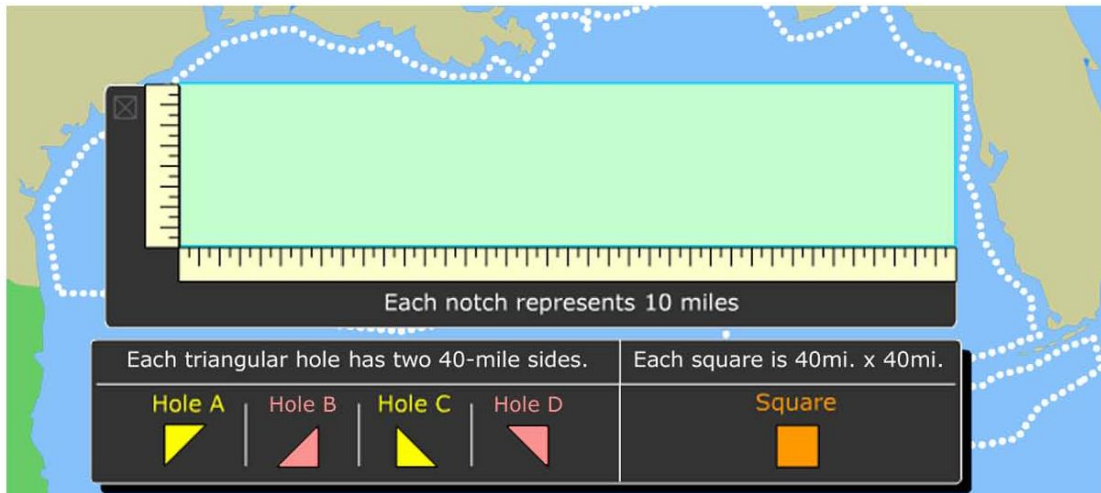 Each notch represents 10 miles
Each triangular hole has two 40-mile sides.
Each square is 40mi. x 40mi.
Hole A
Hole B
Hole C
Hole D
Square